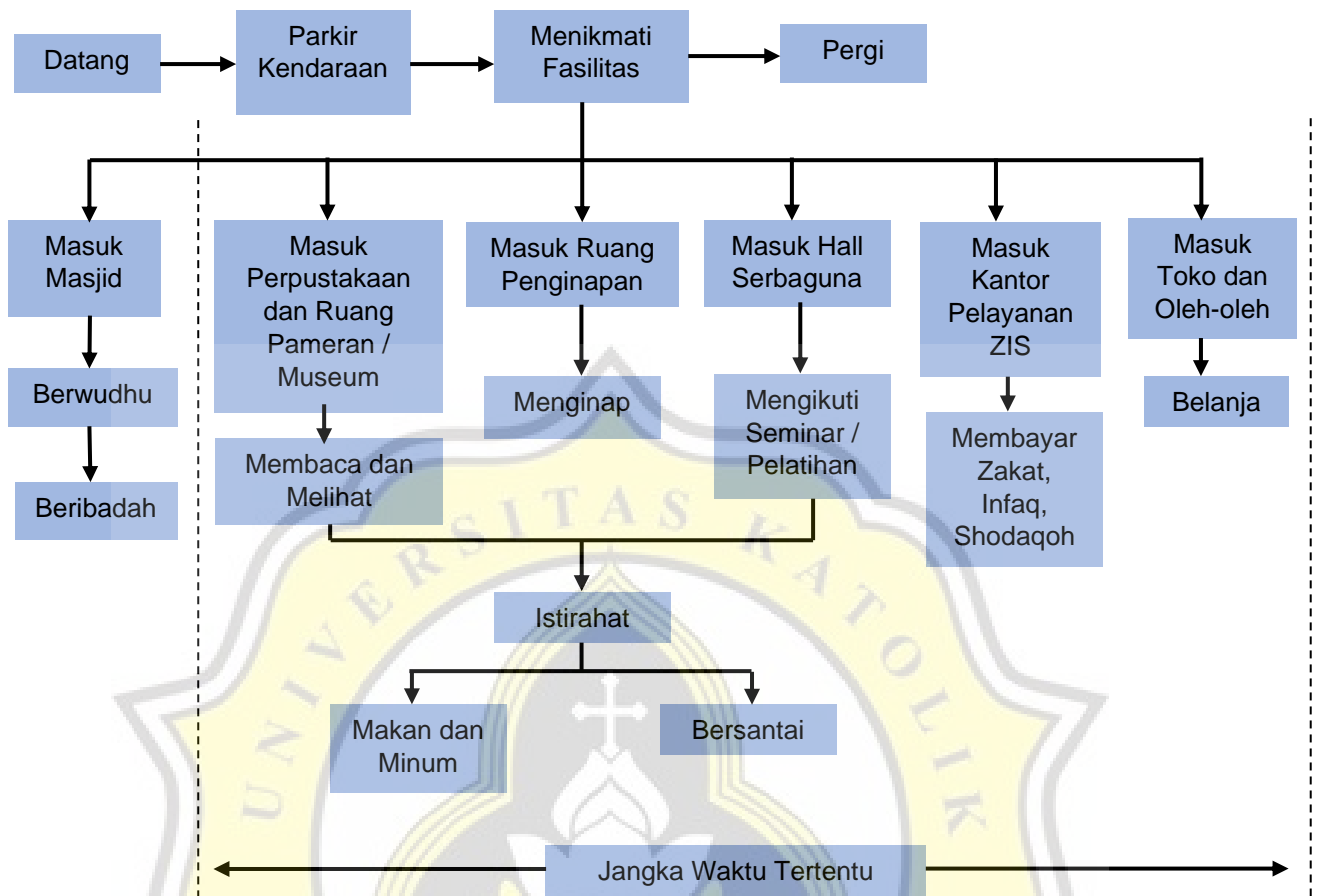 Datang
Parkir
Kendaraan
Menikmati
Fasilitas
Pergi
Masuk
Masjid
Masuk
Perpustakaan
dan Ruang
Pameran /
Museum
Masuk Ruang
Penginapan
Masuk Hall
Serbaguna
Masuk
Kantor
Pelayanan
ZIS
Masuk
Toko dan
Oleh-oleh
Berwudhu
Menginap
Mengikuti
Seminar /
Pelatihan
Belanja
Membaca dan
Melihat
Membayar
Zakat,
Infaq,
Shodaqoh
Beribadah
Istirahat
Makan dan
Minum
Bersantai
Jangka Waktu Tertentu
UNIVERSITAS KATOLIK